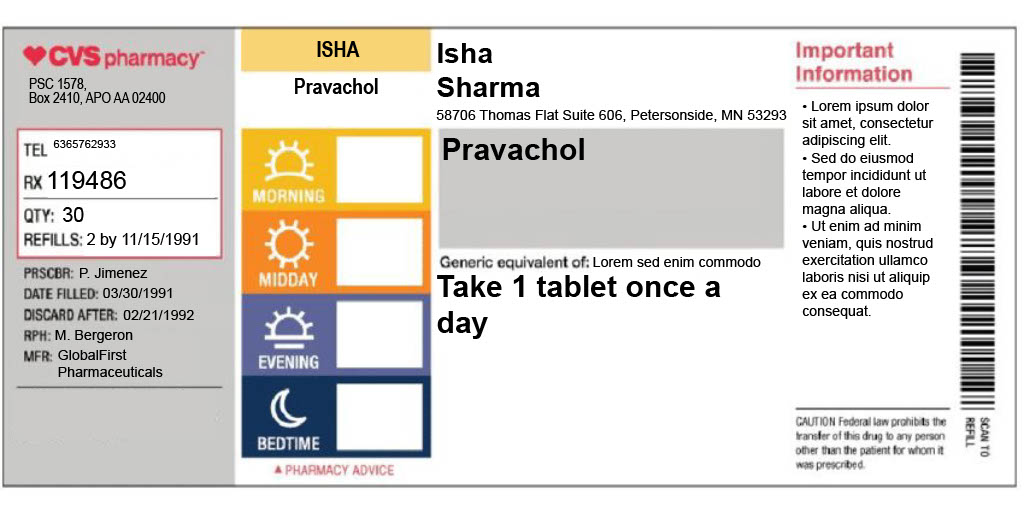 CVS pharmacy
PSC 1578,
Box 2410, APO AA 02400
TEL 6365762933
RX 119486
QTY: 30
REFILLS: 2 by 11/15/1991
PRSCBR: P. Jimenez
DATE FILLED: 03/30/1991
DISCARD AFTER: 02/21/1992
RPH: M. Bergeron
MFR: GlobalFirst
Pharmaceuticals
ISHA
Pravachol
MORNING
MIDDAY
EVENING
BEDTIME
▲ PHARMACY ADVICE
Isha
Sharma
58706 Thomas Flat Suite 606, Petersonside, MN 53293
Pravachol
Generic equivalent of: Lorem sed enim commodo
Take 1 tablet once a
day
Important
Information
• Lorem ipsum dolor
sit amet, consectetur
adipiscing elit.
• Sed do eiusmod
tempor incididunt ut
labore et dolore
magna aliqua.
• Ut enim ad minim
veniam, quis nostrud
exercitation ullamco
laboris nisi ut aliquip
ex ea commodo
consequat.
CAUTION Federal law prohibits the
transfer of this drug to any person
other than the patient for whom it
was prescribed.
SCAN TO
REFILL